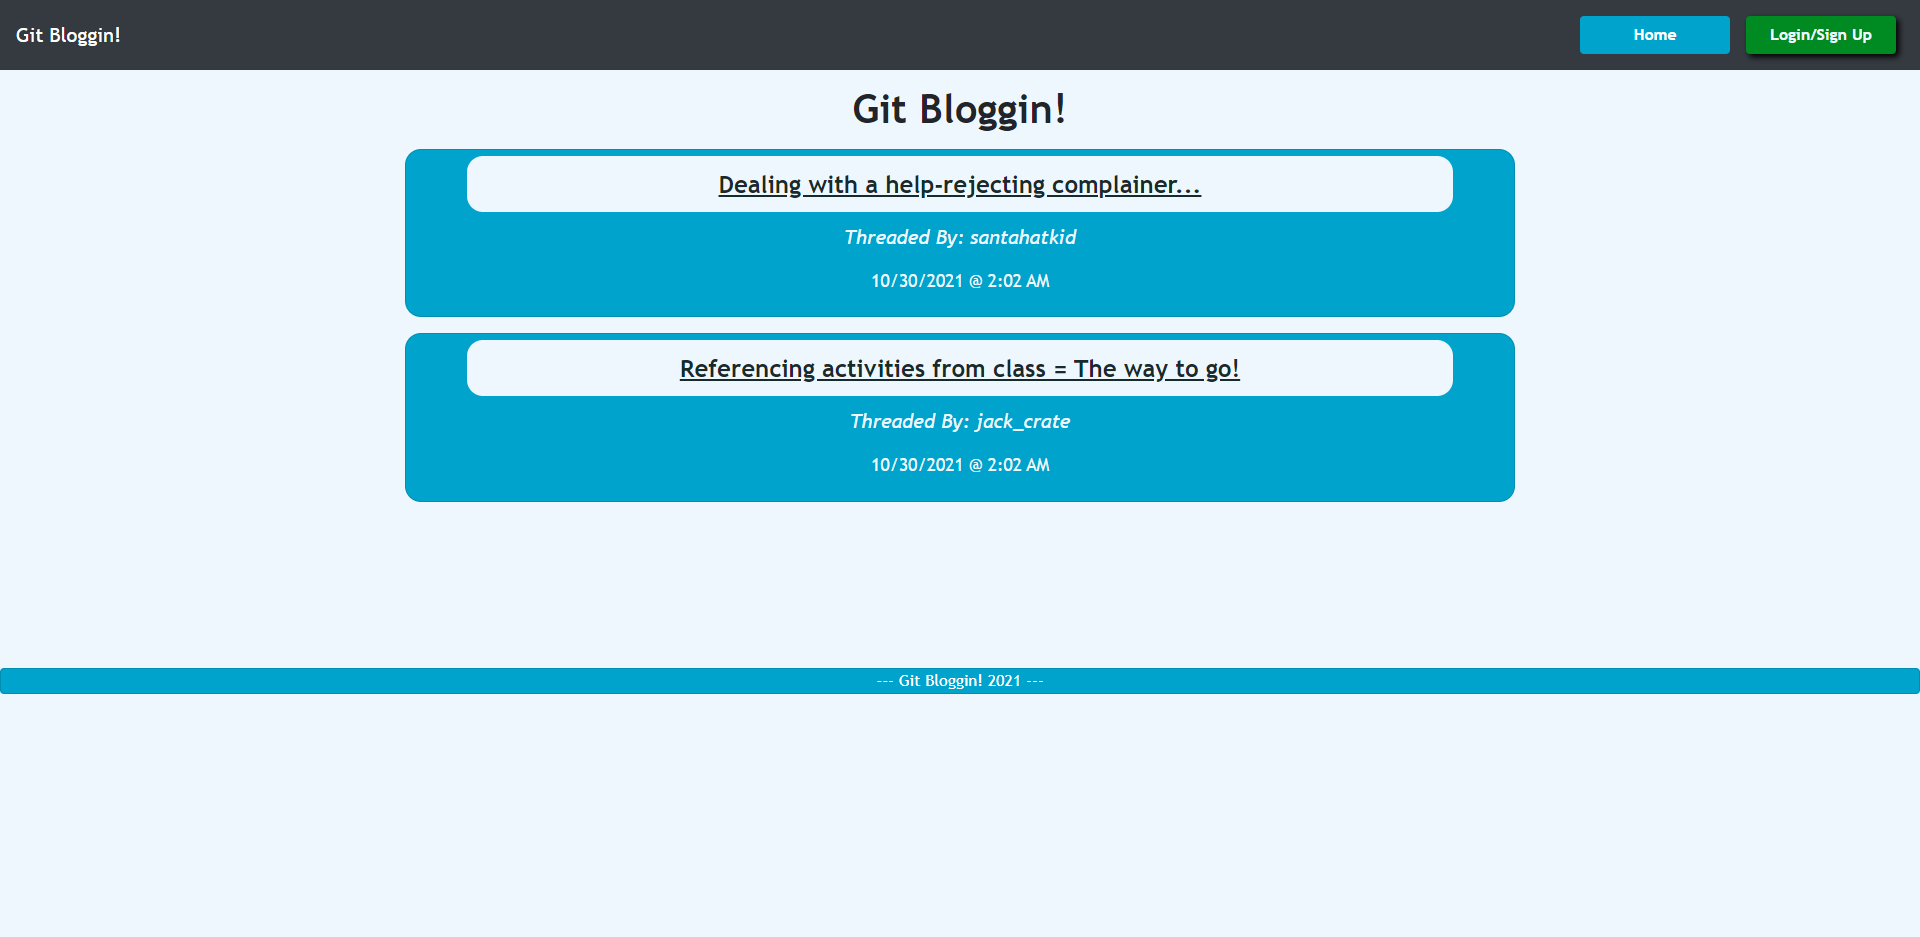 Git Bloggin!
Home
Login/Sign Up
Git Bloggin!
Dealing with a help-rejecting complainer...
Threaded By: santahatkid
10/30/2021 @ 2:02 AM
Referencing activities from class = The way to go!
Threaded By: jack_crate
10/30/2021 @ 2:02 AM
--- Git Bloggin! 2021 ---